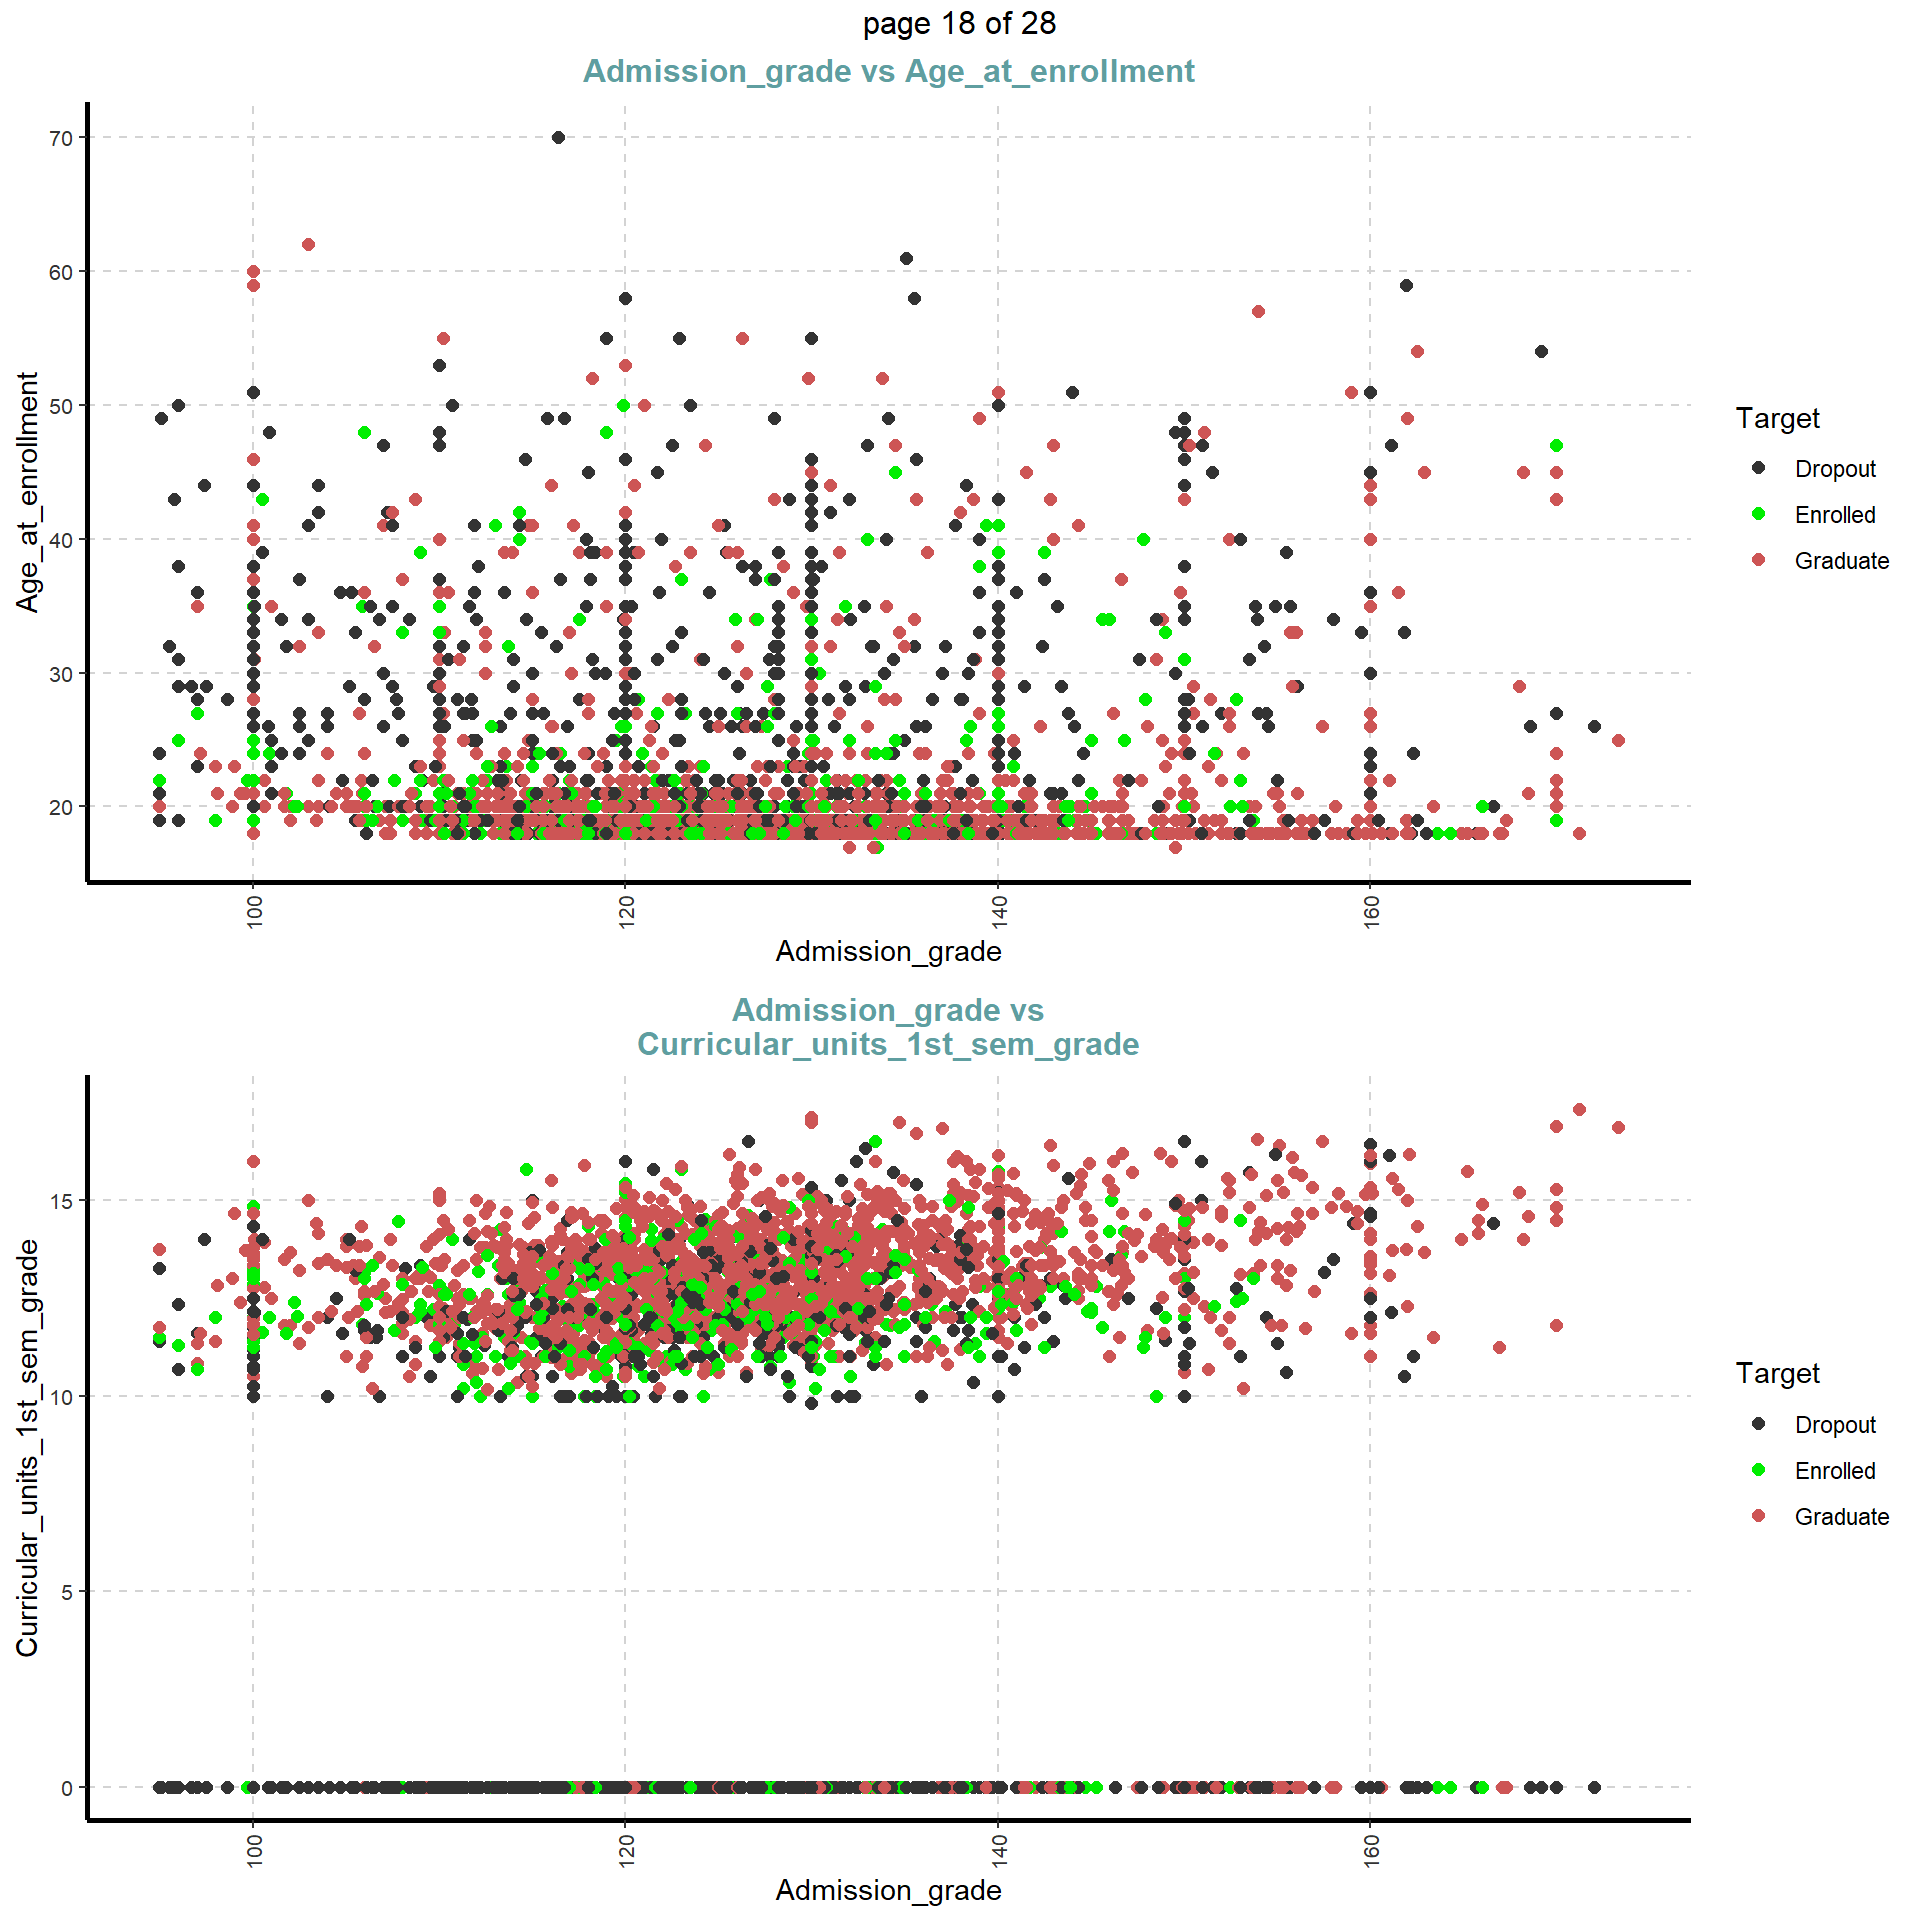 page 18 of 28
Admission_grade vs Age_at_enrollment
70
60
50
40
30
20
Age_at_enrollment
100
120
140
160
Admission_grade
Target
Dropout
Enrolled
Graduate
Admission_grade vs
Curricular_units_1st_sem_grade
15
10
5
0
Curricular_units_1st_sem_grade
100
120
140
160
Admission_grade
Target
Dropout
Enrolled
Graduate